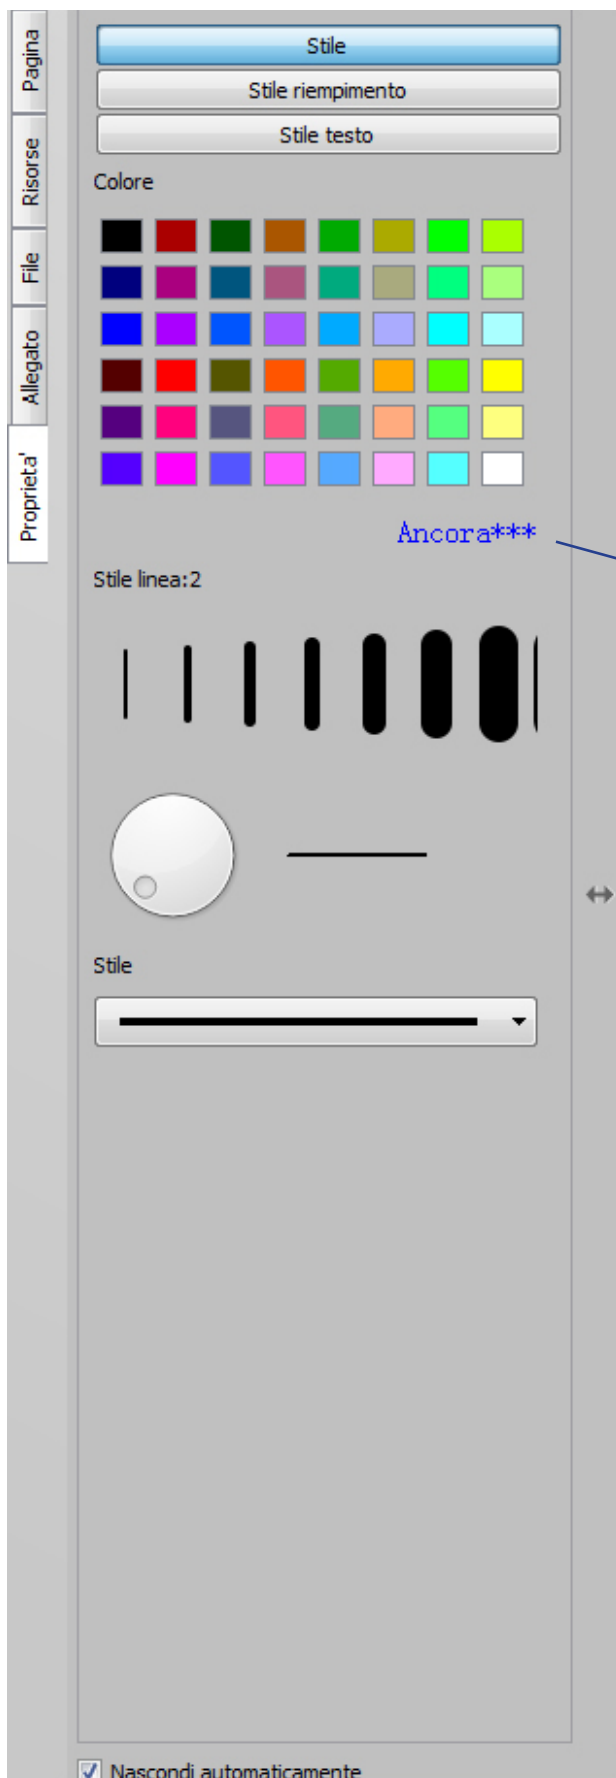 Pagina
Risorse
File
Allegato
Proprieta'
Stile
Stile riempimento
Stile testo
Colore
Ancora***
Stile linea:2
Stile
Nascondi automaticamente